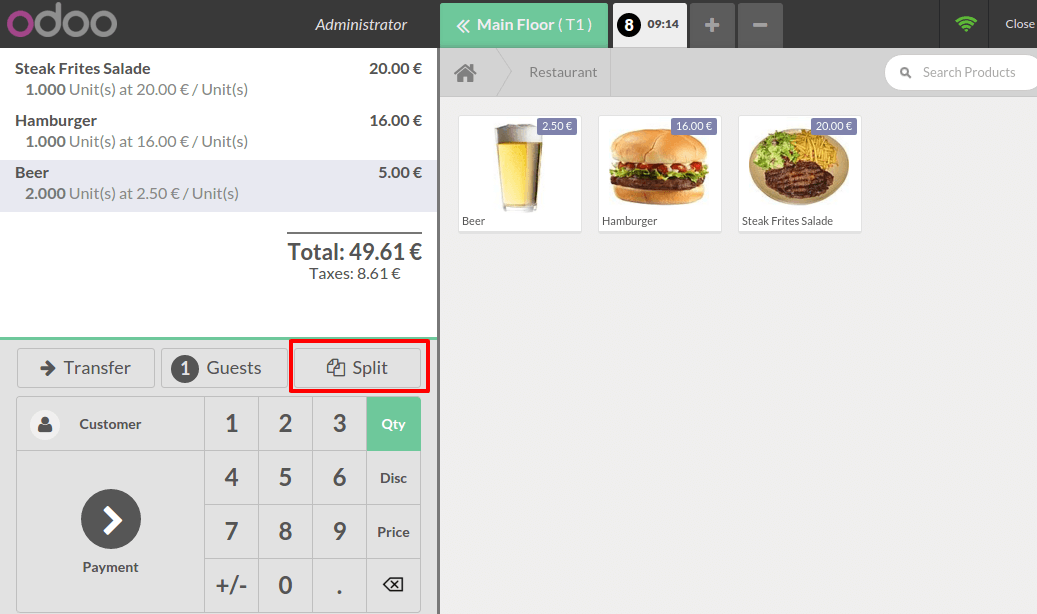 odoo
Administrator
Main Floor ( T1 )
8 09:14
+
−
Close
Steak Frites Salade 20.00 €
1.000 Unit(s) at 20.00 € / Unit(s)
Hamburger 16.00 €
1.000 Unit(s) at 16.00 € / Unit(s)
Beer 5.00 €
2.000 Unit(s) at 2.50 € / Unit(s)
Total: 49.61 €
Taxes: 8.61 €
Restaurant
Search Products
2.50 €
Beer
16.00 €
Hamburger
20.00 €
Steak Frites Salade
Transfer
1 Guests
Split
Customer
Payment
1 2 3 Qty
4 5 6 Disc
7 8 9 Price
+/- 0 .